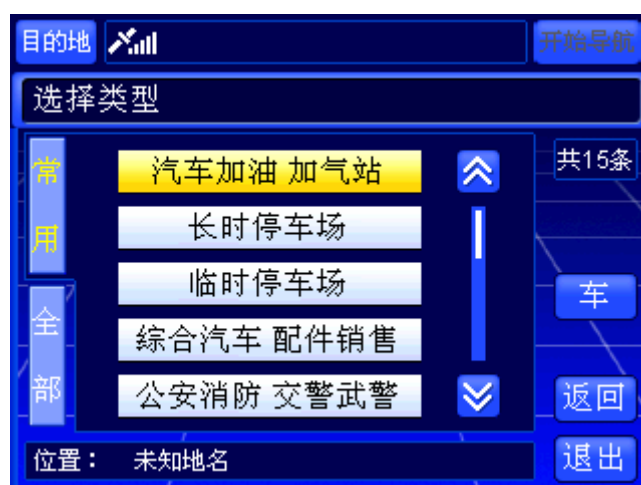 目的地
开始导航
选择类型
常用
全部
汽车加油 加气站
长时停车场
临时停车场
综合汽车 配件销售
公安消防 交警武警
共15条
车
返回
位置： 未知地名
退出